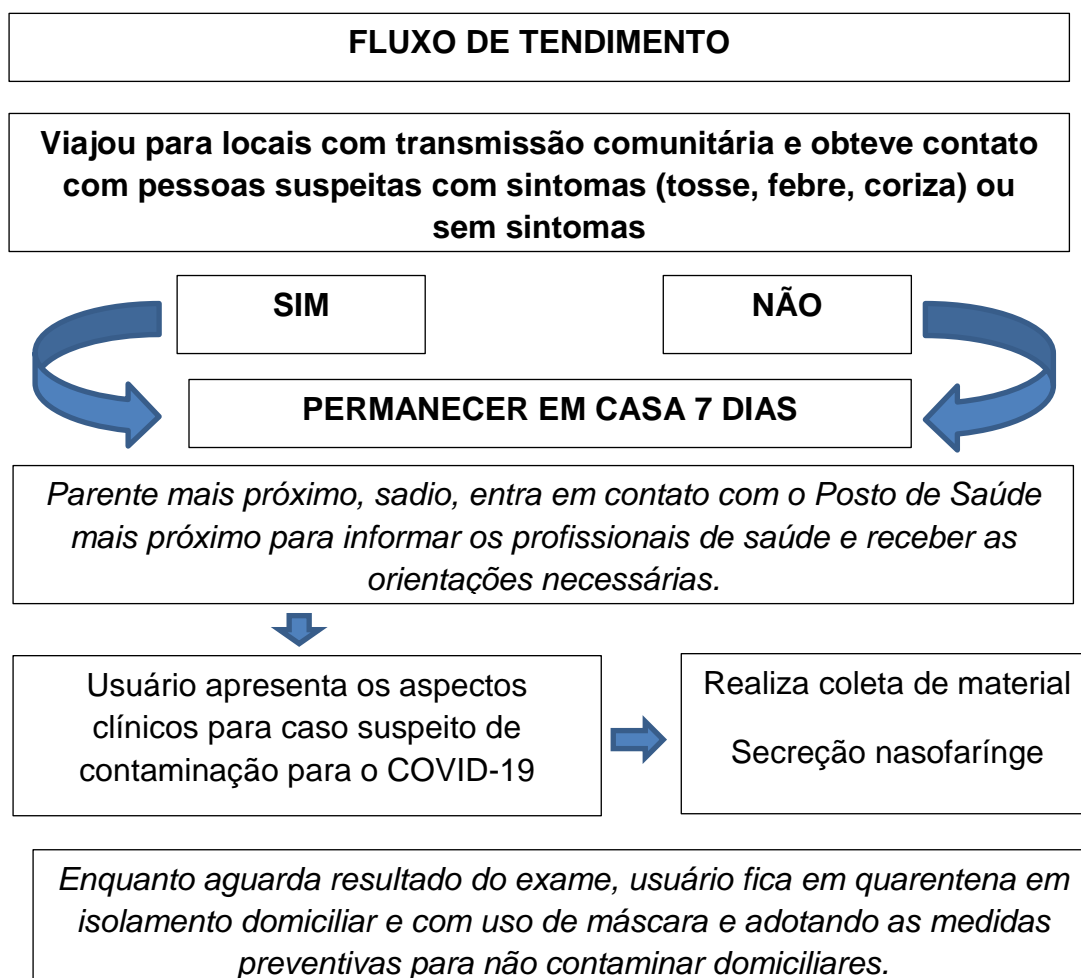 FLUXO DE TENDIMENTO
Viajou para locais com transmissão comunitária e obteve contato
com pessoas suspeitas com sintomas (tosse, febre, coriza) ou
sem sintomas
SIM
NÃO
PERMANECER EM CASA 7 DIAS
Parente mais próximo, sadio, entra em contato com o Posto de Saúde
mais próximo para informar os profissionais de saúde e receber as
orientações necessárias.
Usuário apresenta os aspectos
clínicos para caso suspeito de
contaminação para o COVID-19
Realiza coleta de material
Secreção nasofarínge
Enquanto aguarda resultado do exame, usuário fica em quarentena em
isolamento domiciliar e com uso de máscara e adotando as medidas
preventivas para não contaminar domiciliares.